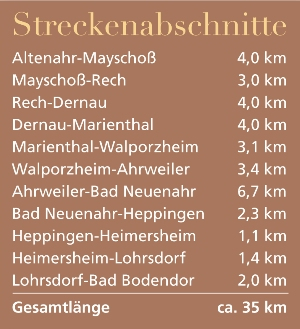 Streckenabschnitte
Altenahr-Mayschoß 4,0 km
Mayschoß-Rech 3,0 km
Rech-Dernau 4,0 km
Dernau-Marienthal 4,0 km
Marienthal-Walporzheim 3,1 km
Walporzheim-Ahrweiler 3,4 km
Ahrweiler-Bad Neuenahr 6,7 km
Bad Neuenahr-Heppingen 2,3 km
Heppingen-Heimersheim 1,1 km
Heimersheim-Lohrsdorf 1,4 km
Lohrsdorf-Bad Bodendor 2,0 km
Gesamtlänge ca. 35 km